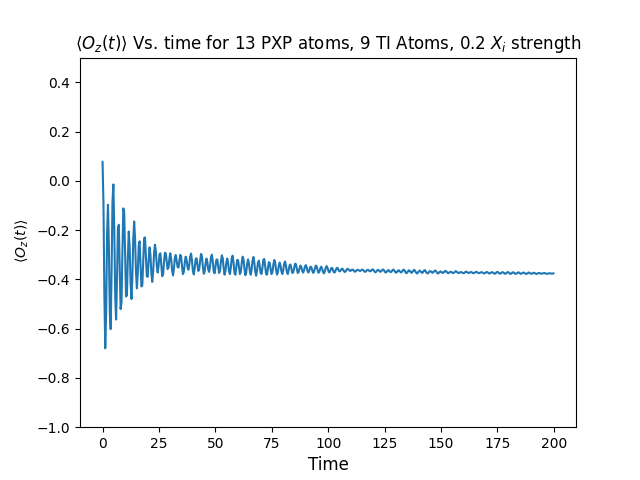 ⟨O_z(t)⟩ Vs. time for 13 PXP atoms, 9 TI Atoms, 0.2 X_i strength
⟨O_z(t)⟩
0.4
0.2
0.0
−0.2
−0.4
−0.6
−0.8
−1.0
0 25 50 75 100 125 150 175 200
Time